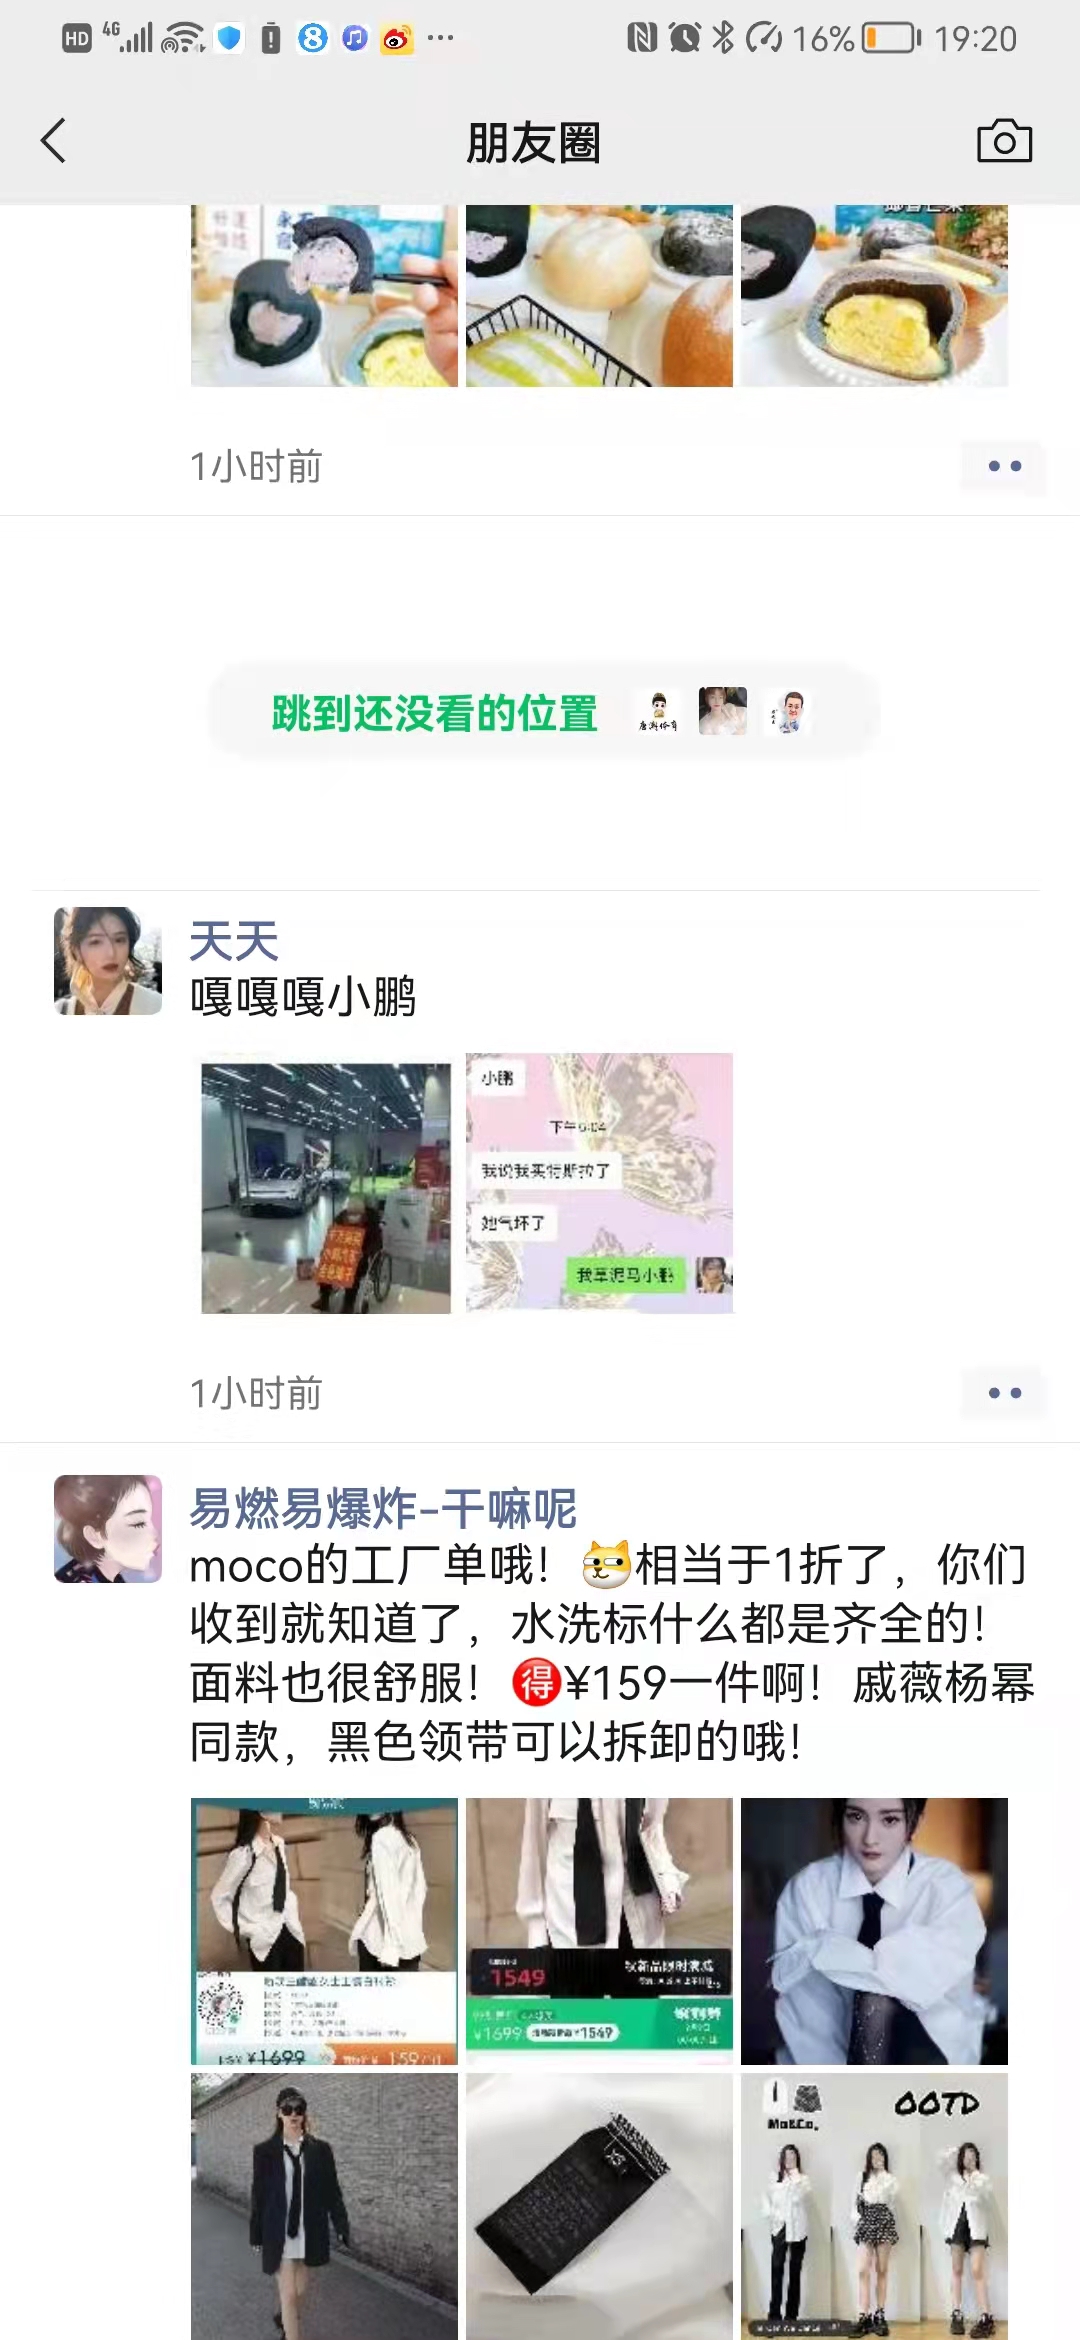 HD 4G 16% 19:20
朋友圈
1小时前
跳到还没看的位置
天天
嘎嘎嘎小鹏
小鹏
下午6:04
我说我买特斯拉了
她气坏了
我草泥马小鹏
1小时前
易燃易爆炸-干嘛呢
moco的工厂单哦！相当于1折了，你们
收到就知道了，水洗标什么都是齐全的！
面料也很舒服！得¥159一件啊！戚薇杨幂
同款，黑色领带可以拆卸的哦！
¥1699
1549
¥1699
¥1549
OOTD
Mo&Co.